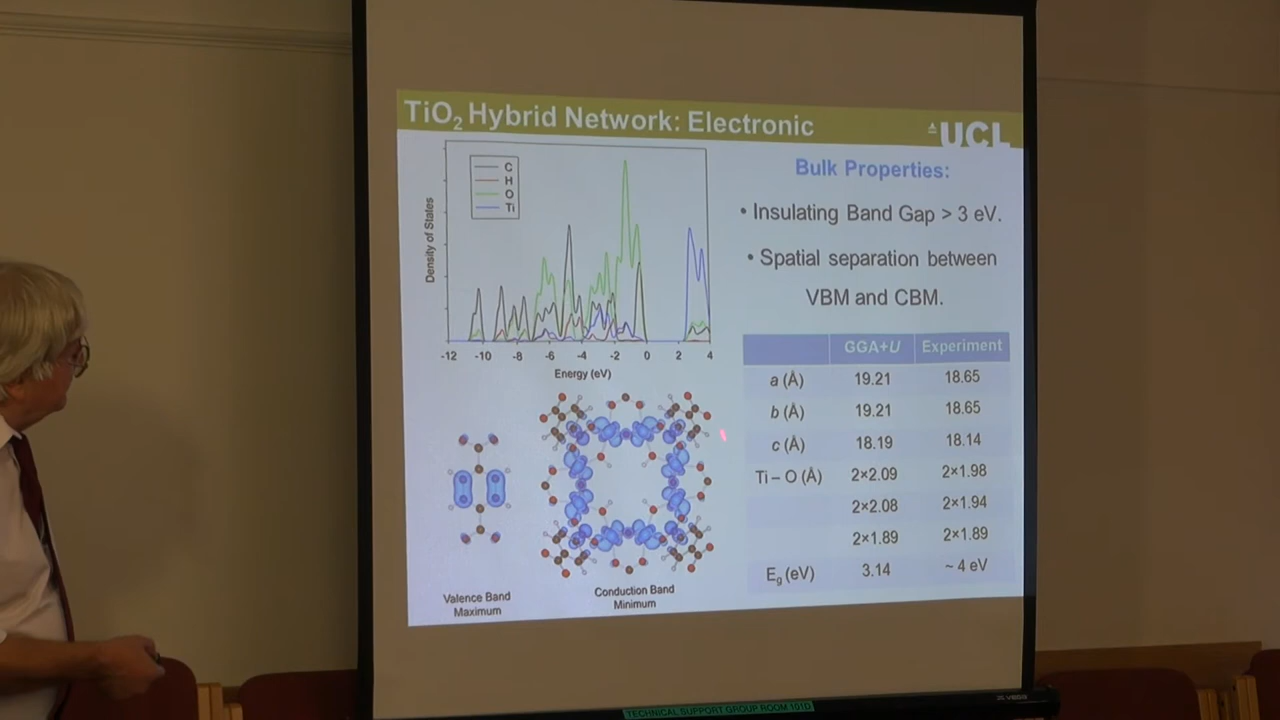 TiO2 Hybrid Network: Electronic
UCL
C
H
O
Ti
Density of States
-12 -10 -8 -6 -4 -2 0 2 4
Energy (eV)
Valence Band
Maximum
Conduction Band
Minimum
Bulk Properties:
• Insulating Band Gap > 3 eV.
• Spatial separation between
VBM and CBM.
GGA+U Experiment
a (Å) 19.21 18.65
b (Å) 19.21 18.65
c (Å) 18.19 18.14
Ti – O (Å) 2×2.09 2×1.98
2×2.08 2×1.94
2×1.89 2×1.89
Eg (eV) 3.14 ~ 4 eV
TECHNICAL SUPPORT GROUP ROOM 101D